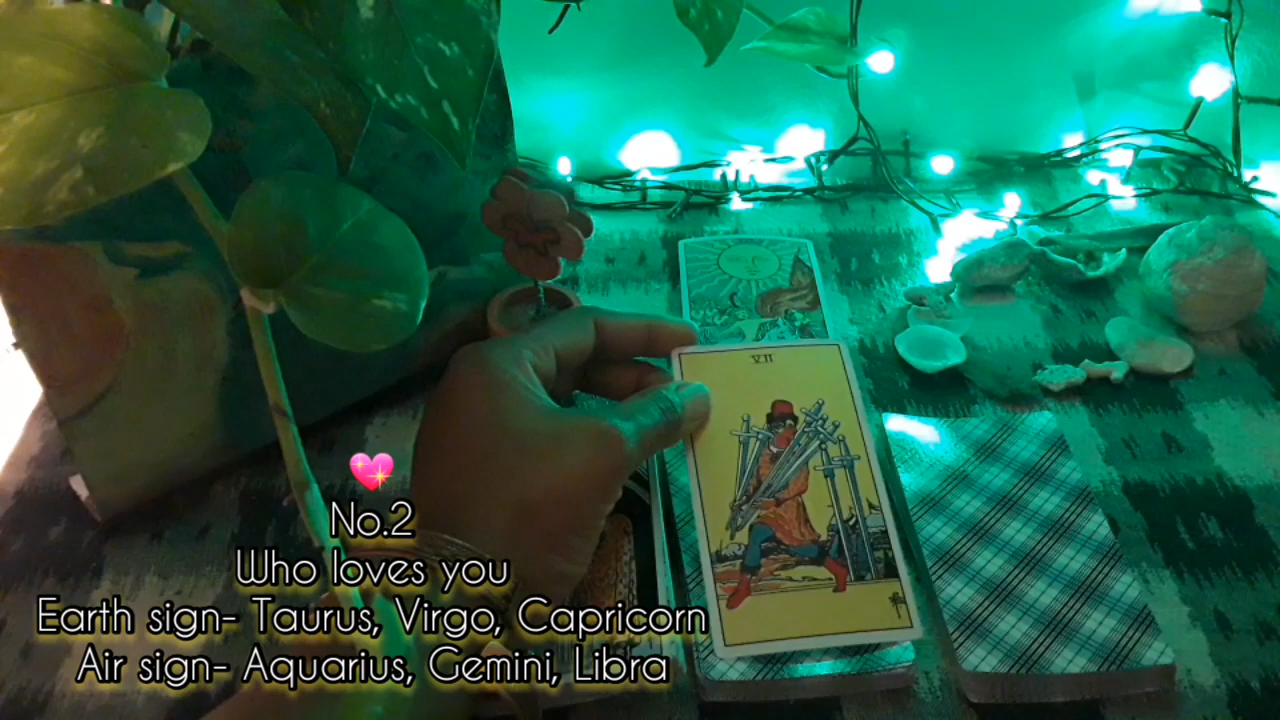 VII
No.2
Who loves you
Earth sign- Taurus, Virgo, Capricorn
Air sign- Aquarius, Gemini, Libra